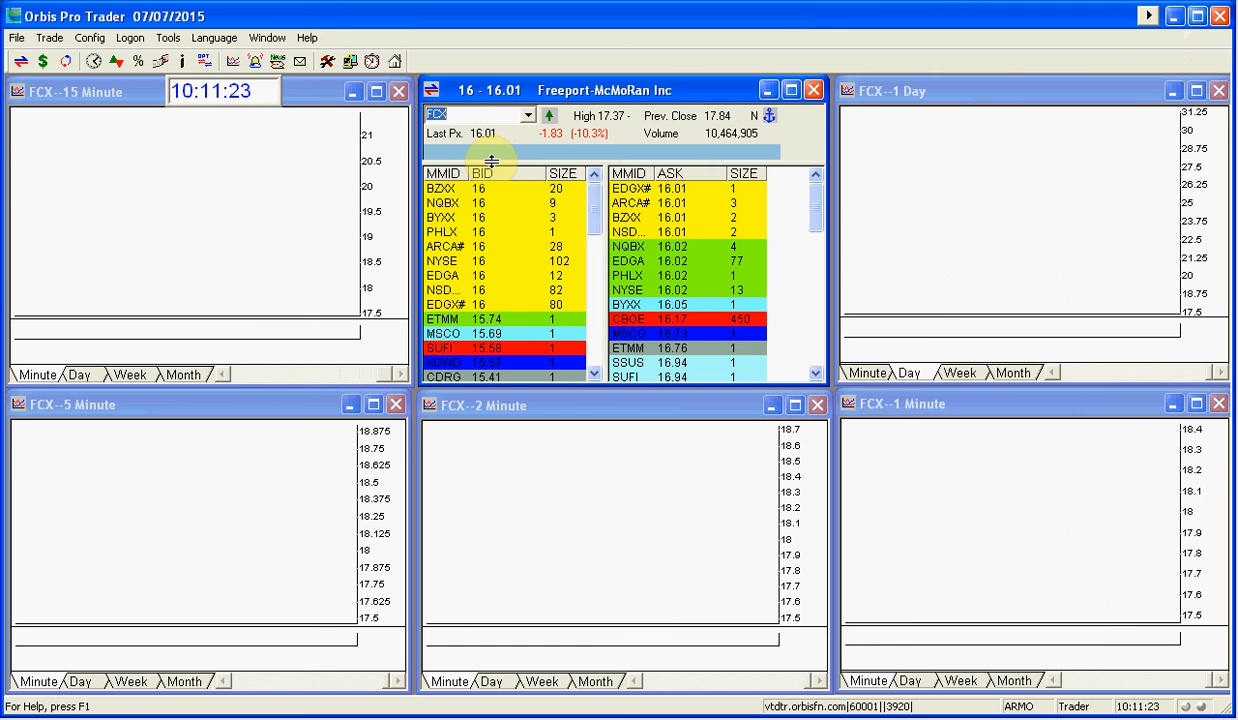 Orbis Pro Trader 07/07/2015
File Trade Config Logon Tools Language Window Help
FCX--15 Minute
10:11:23
21
20.5
20
19.5
19
18.5
18
17.5
Minute Day Week Month
16 - 16.01 Freeport-McMoRan Inc
FCX High 17.37 - Prev. Close 17.84 N
Last Px. 16.01 -1.83 (-10.3%) Volume 10,464,905
MMID BID SIZE MMID ASK SIZE
BZXX 16 20 EDGX# 16.01 1
NQBX 16 9 ARCA# 16.01 3
BYXX 16 3 BZXX 16.01 2
PHLX 16 1 NSD... 16.01 2
ARCA# 16 28 NQBX 16.02 4
NYSE 16 102 EDGA 16.02 77
EDGA 16 12 PHLX 16.02 1
NSD... 16 82 NYSE 16.02 13
EDGX# 16 80 BYXX 16.05 1
ETMM 15.74 1 CBOE 16.17 450
MSCO 15.69 1 MSCO 16.73 1
SUFI 15.58 1 ETMM 16.76 1
XGWD 15.57 1 SSUS 16.94 1
CDRG 15.41 1 SUFI 16.94 1
FCX--1 Day
31.25
30
28.75
27.5
26.25
25
23.75
22.5
21.25
20
18.75
17.5
Minute Day Week Month
FCX--5 Minute
18.875
18.75
18.625
18.5
18.375
18.25
18.125
18
17.875
17.75
17.625
17.5
Minute Day Week Month
FCX--2 Minute
18.7
18.6
18.5
18.4
18.3
18.2
18.1
18
17.9
17.8
17.7
17.6
17.5
Minute Day Week Month
FCX--1 Minute
18.4
18.3
18.2
18.1
18
17.9
17.8
17.7
17.6
17.5
Minute Day Week Month
For Help, press F1 vtdtr.orbisfn.com|60001||3920| ARMO Trader 10:11:23